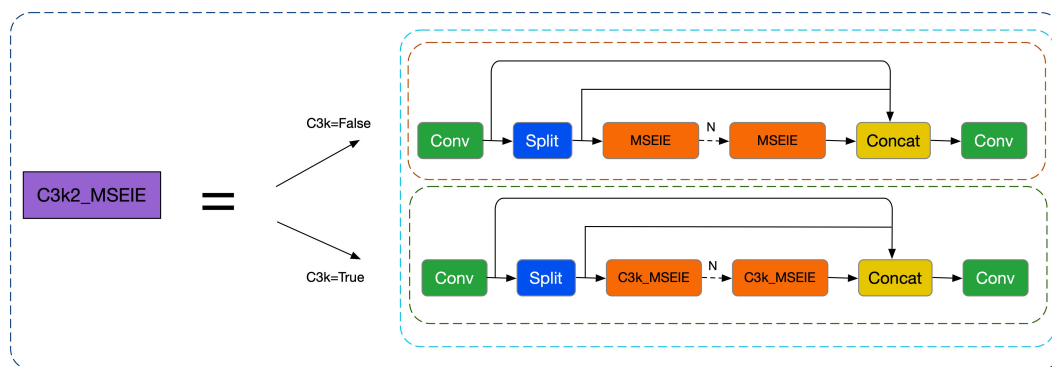 C3k2_MSEIE
=
C3k=False
Conv
Split
MSEIE
N
MSEIE
Concat
Conv
C3k=True
Conv
Split
C3k_MSEIE
N
C3k_MSEIE
Concat
Conv